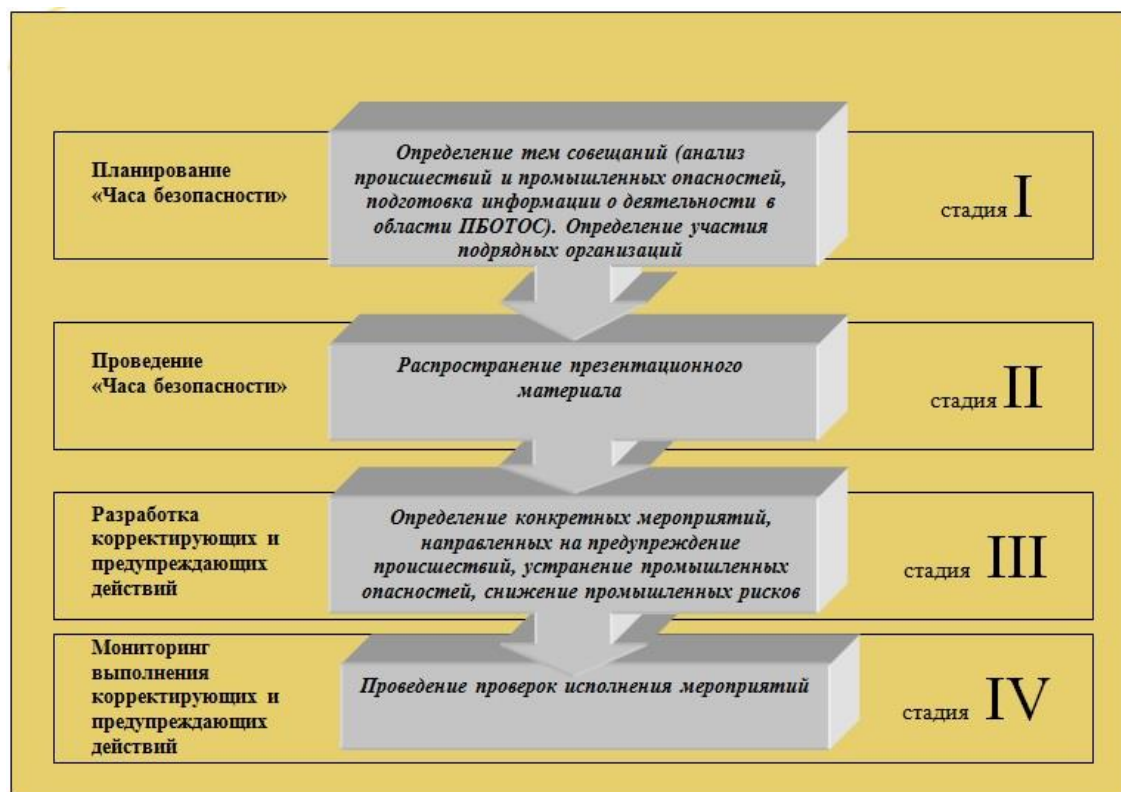 Планирование
«Часа безопасности»
Определение тем совещаний (анализ
происшествий и промышленных опасностей,
подготовка информации о деятельности в
области ПБОТОС). Определение участия
подрядных организаций
стадия I
Проведение
«Часа безопасности»
Распространение презентационного
материала
стадия II
Разработка
корректирующих и
предупреждающих
действий
Определение конкретных мероприятий,
направленных на предупреждение
происшествий, устранение промышленных
опасностей, снижение промышленных рисков
стадия III
Мониторинг
выполнения
корректирующих и
предупреждающих
действий
Проведение проверок исполнения мероприятий
стадия IV